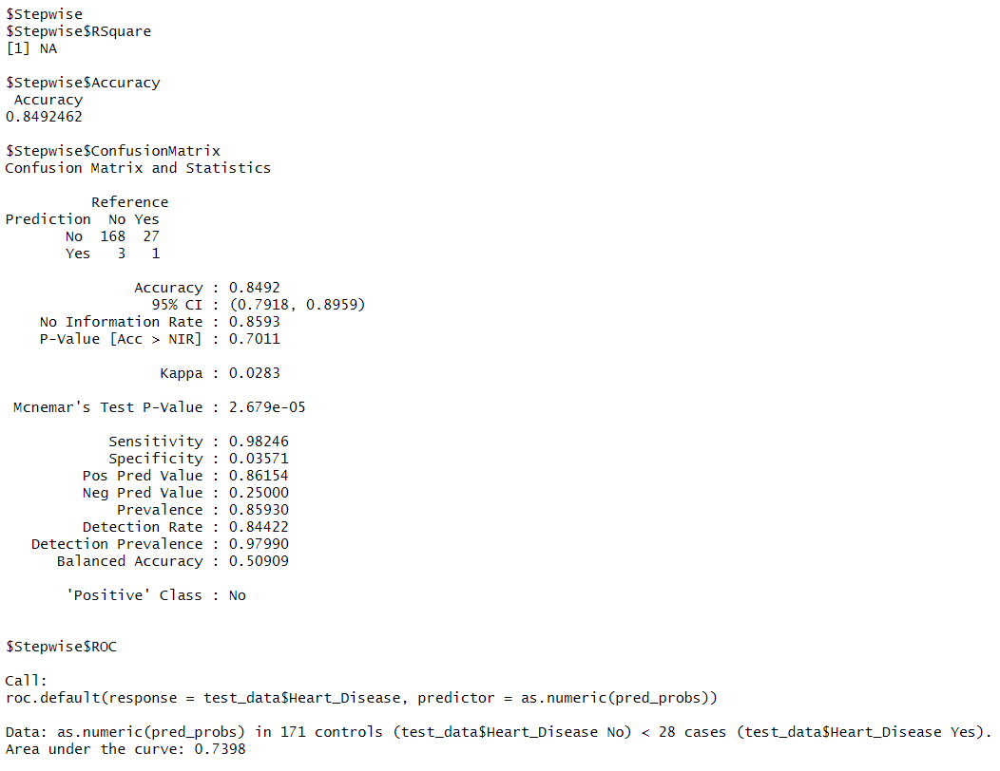 $Stepwise
$Stepwise$RSquare
[1] NA

$Stepwise$Accuracy
 Accuracy
0.8492462

$Stepwise$ConfusionMatrix
Confusion Matrix and Statistics

          Reference
Prediction  No Yes
       No  168  27
       Yes   3   1

               Accuracy : 0.8492
                 95% CI : (0.7918, 0.8959)
    No Information Rate : 0.8593
    P-Value [Acc > NIR] : 0.7011

                  Kappa : 0.0283

 Mcnemar's Test P-Value : 2.679e-05

            Sensitivity : 0.98246
            Specificity : 0.03571
         Pos Pred Value : 0.86154
         Neg Pred Value : 0.25000
             Prevalence : 0.85930
         Detection Rate : 0.84422
   Detection Prevalence : 0.97990
      Balanced Accuracy : 0.50909

       'Positive' Class : No


$Stepwise$ROC

Call:
roc.default(response = test_data$Heart_Disease, predictor = as.numeric(pred_probs))

Data: as.numeric(pred_probs) in 171 controls (test_data$Heart_Disease No) < 28 cases (test_data$Heart_Disease Yes).
Area under the curve: 0.7398